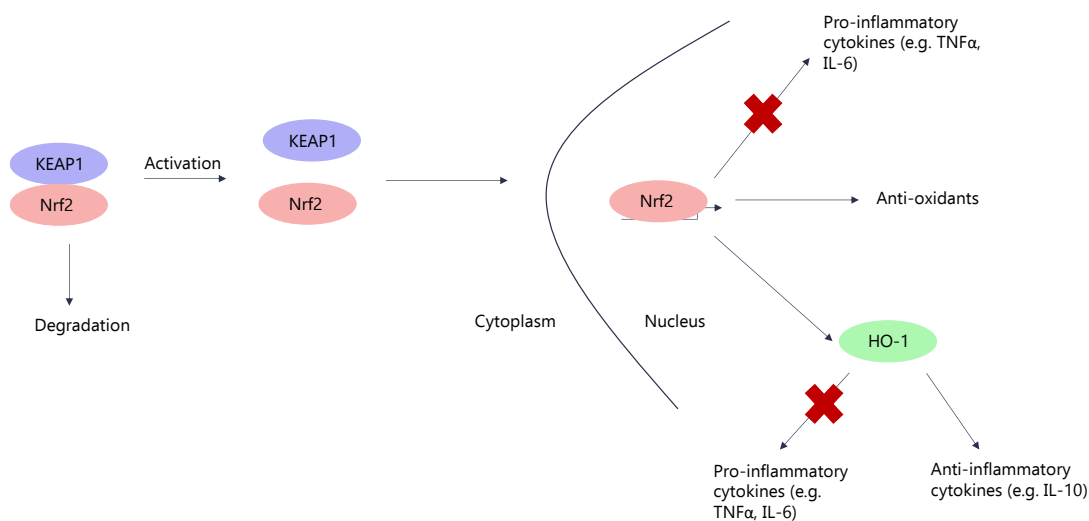 Pro-inflammatory
cytokines (e.g. TNFα,
IL-6)
KEAP1
Nrf2
Activation
KEAP1
Nrf2
Nrf2
Anti-oxidants
Degradation
Cytoplasm
Nucleus
HO-1
Pro-inflammatory
cytokines (e.g.
TNFα, IL-6)
Anti-inflammatory
cytokines (e.g. IL-10)